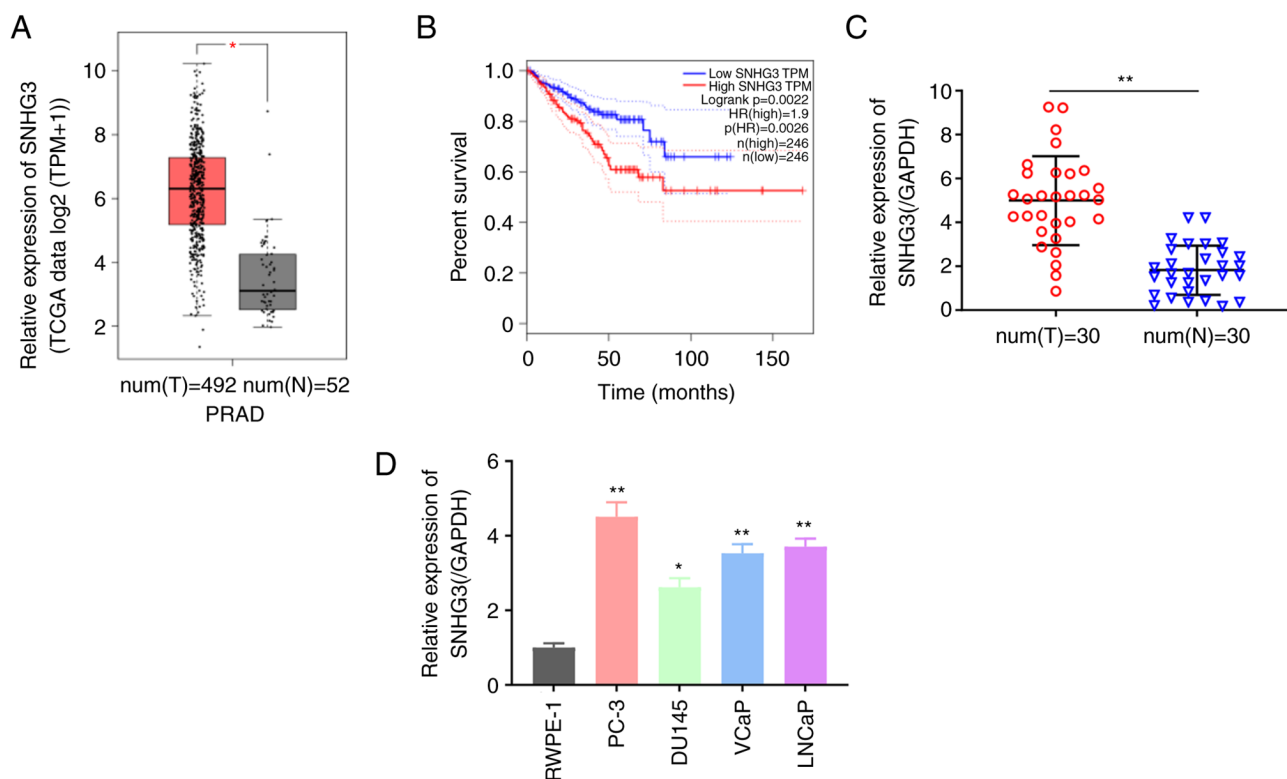 A
Relative expression of SNHG3
(TCGA data log2 (TPM+1))
10
8
6
4
2
*
num(T)=492 num(N)=52
PRAD
B
Percent survival
1.0
0.8
0.6
0.4
0.2
0
Low SNHG3 TPM
High SNHG3 TPM
Logrank p=0.0022
HR(high)=1.9
p(HR)=0.0026
n(high)=246
n(low)=246
0 50 100 150
Time (months)
C
Relative expression of
SNHG3(/GAPDH)
10
8
6
4
2
0
**
num(T)=30 num(N)=30
D
Relative expression of
SNHG3(/GAPDH)
6
4
2
0
** * ** **
RWPE-1
PC-3
DU145
VCaP
LNCaP